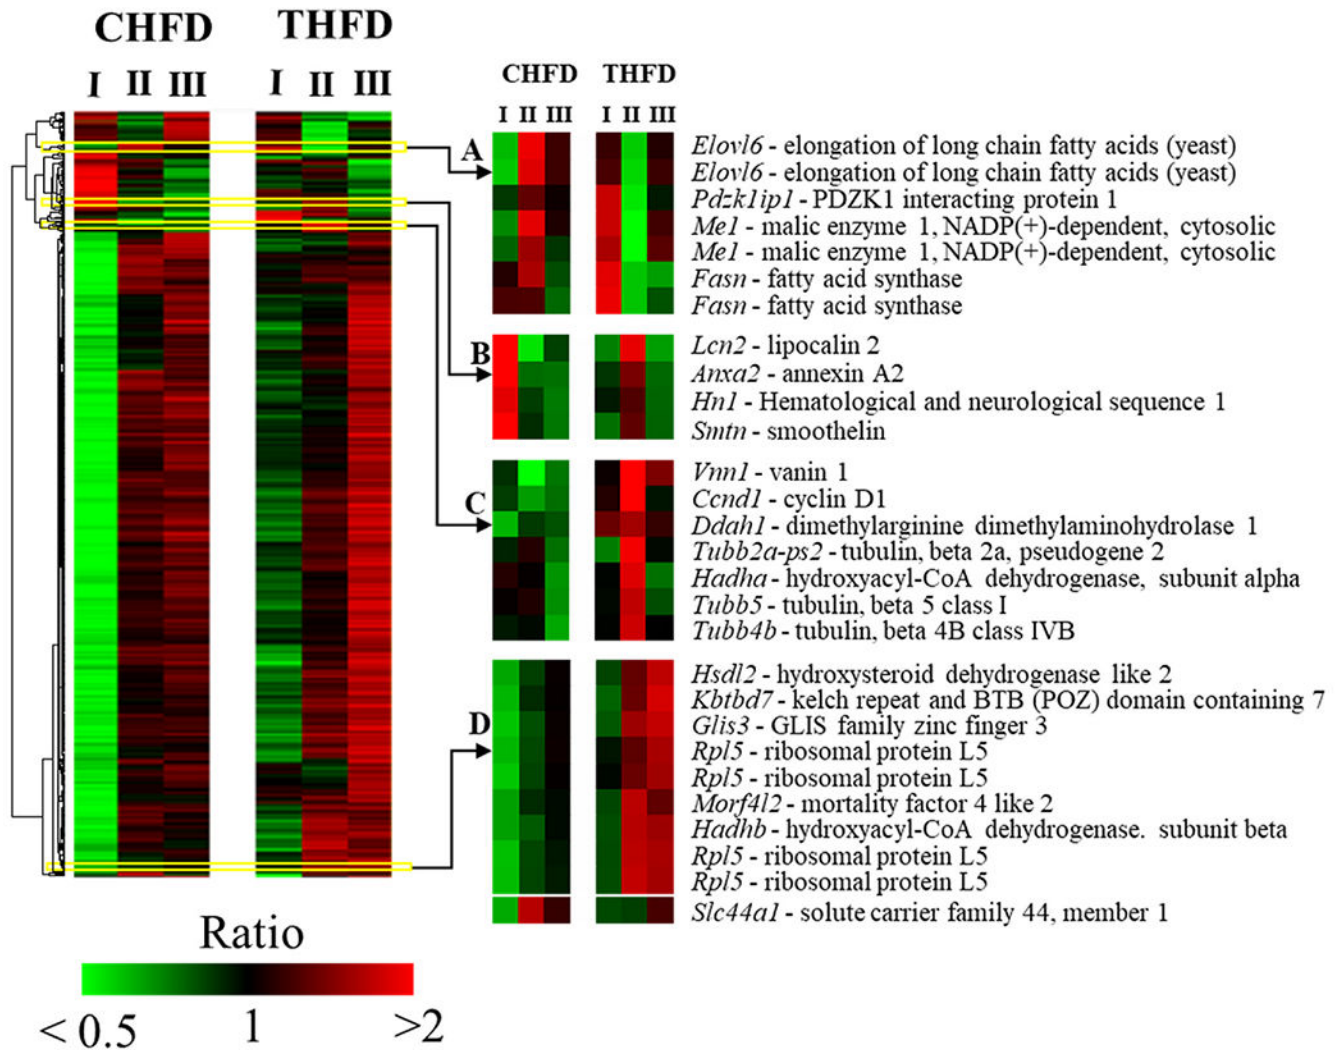 CHFD THFD
I II III I II III
CHFD THFD
I II III I II III
A
Elovl6 - elongation of long chain fatty acids (yeast)
Elovl6 - elongation of long chain fatty acids (yeast)
Pdzk1ip1 - PDZK1 interacting protein 1
Me1 - malic enzyme 1, NADP(+)-dependent, cytosolic
Me1 - malic enzyme 1, NADP(+)-dependent, cytosolic
Fasn - fatty acid synthase
Fasn - fatty acid synthase
B
Lcn2 - lipocalin 2
Anxa2 - annexin A2
Hn1 - Hematological and neurological sequence 1
Smtn - smoothelin
C
Vnn1 - vanin 1
Ccnd1 - cyclin D1
Ddah1 - dimethylarginine dimethylaminohydrolase 1
Tubb2a-ps2 - tubulin, beta 2a, pseudogene 2
Hadha - hydroxyacyl-CoA dehydrogenase, subunit alpha
Tubb5 - tubulin, beta 5 class I
Tubb4b - tubulin, beta 4B class IVB
D
Hsdl2 - hydroxysteroid dehydrogenase like 2
Kbtbd7 - kelch repeat and BTB (POZ) domain containing 7
Glis3 - GLIS family zinc finger 3
Rpl5 - ribosomal protein L5
Rpl5 - ribosomal protein L5
Morf4l2 - mortality factor 4 like 2
Hadhb - hydroxyacyl-CoA dehydrogenase. subunit beta
Rpl5 - ribosomal protein L5
Rpl5 - ribosomal protein L5
Slc44a1 - solute carrier family 44, member 1
Ratio
< 0.5 1 >2